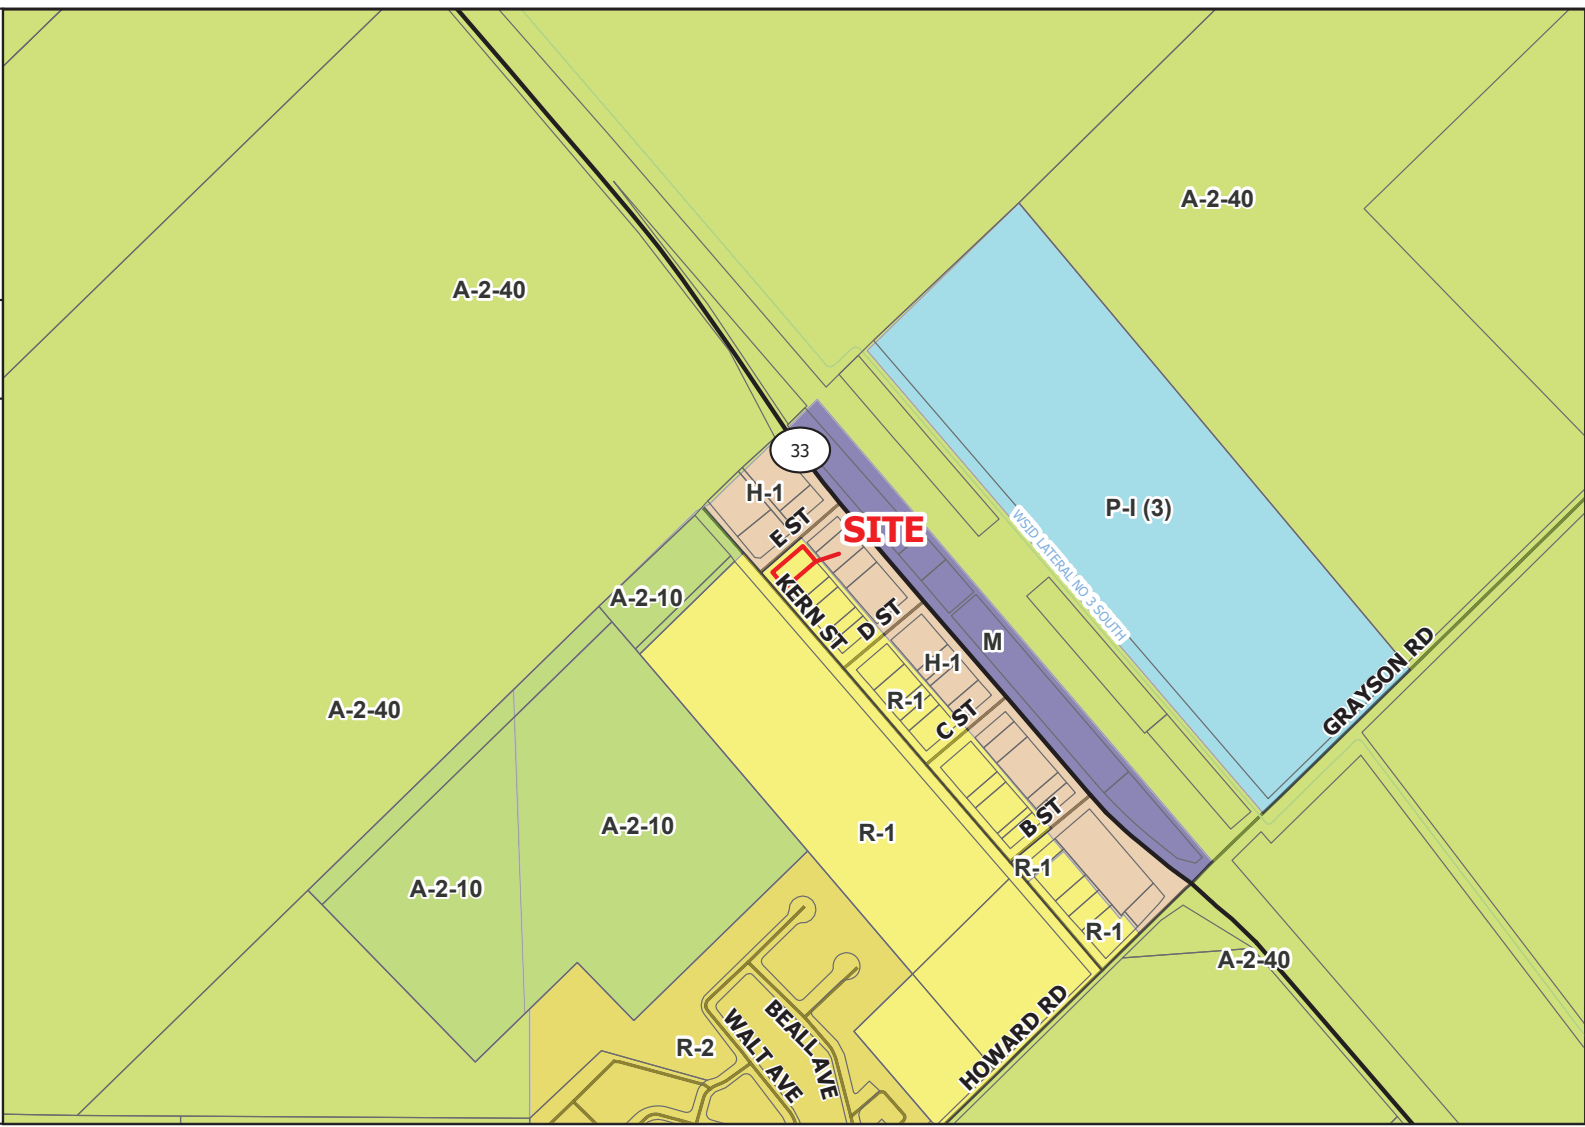 A-2-40
A-2-40
33
H-1
P-I (3)
E ST
SITE
WSID LATERAL NO 3 SOUTH
A-2-10
KERN ST
D ST
M
H-1
GRAYSON RD
R-1
A-2-40
C ST
B ST
A-2-10
R-1
R-1
A-2-10
R-1
A-2-40
HOWARD RD
BEALL AVE
WALT AVE
R-2